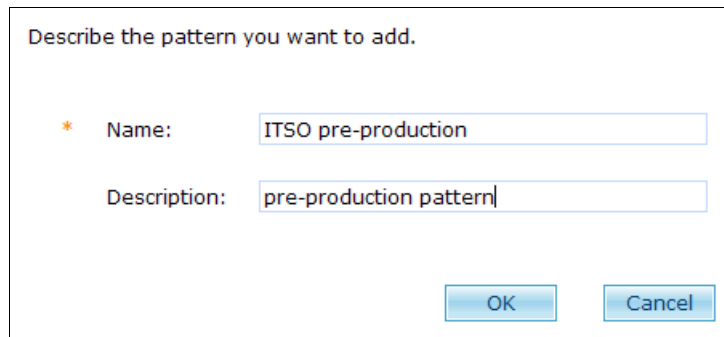 Describe the pattern you want to add.
* Name: ITSO pre-production
Description: pre-production pattern
OK Cancel